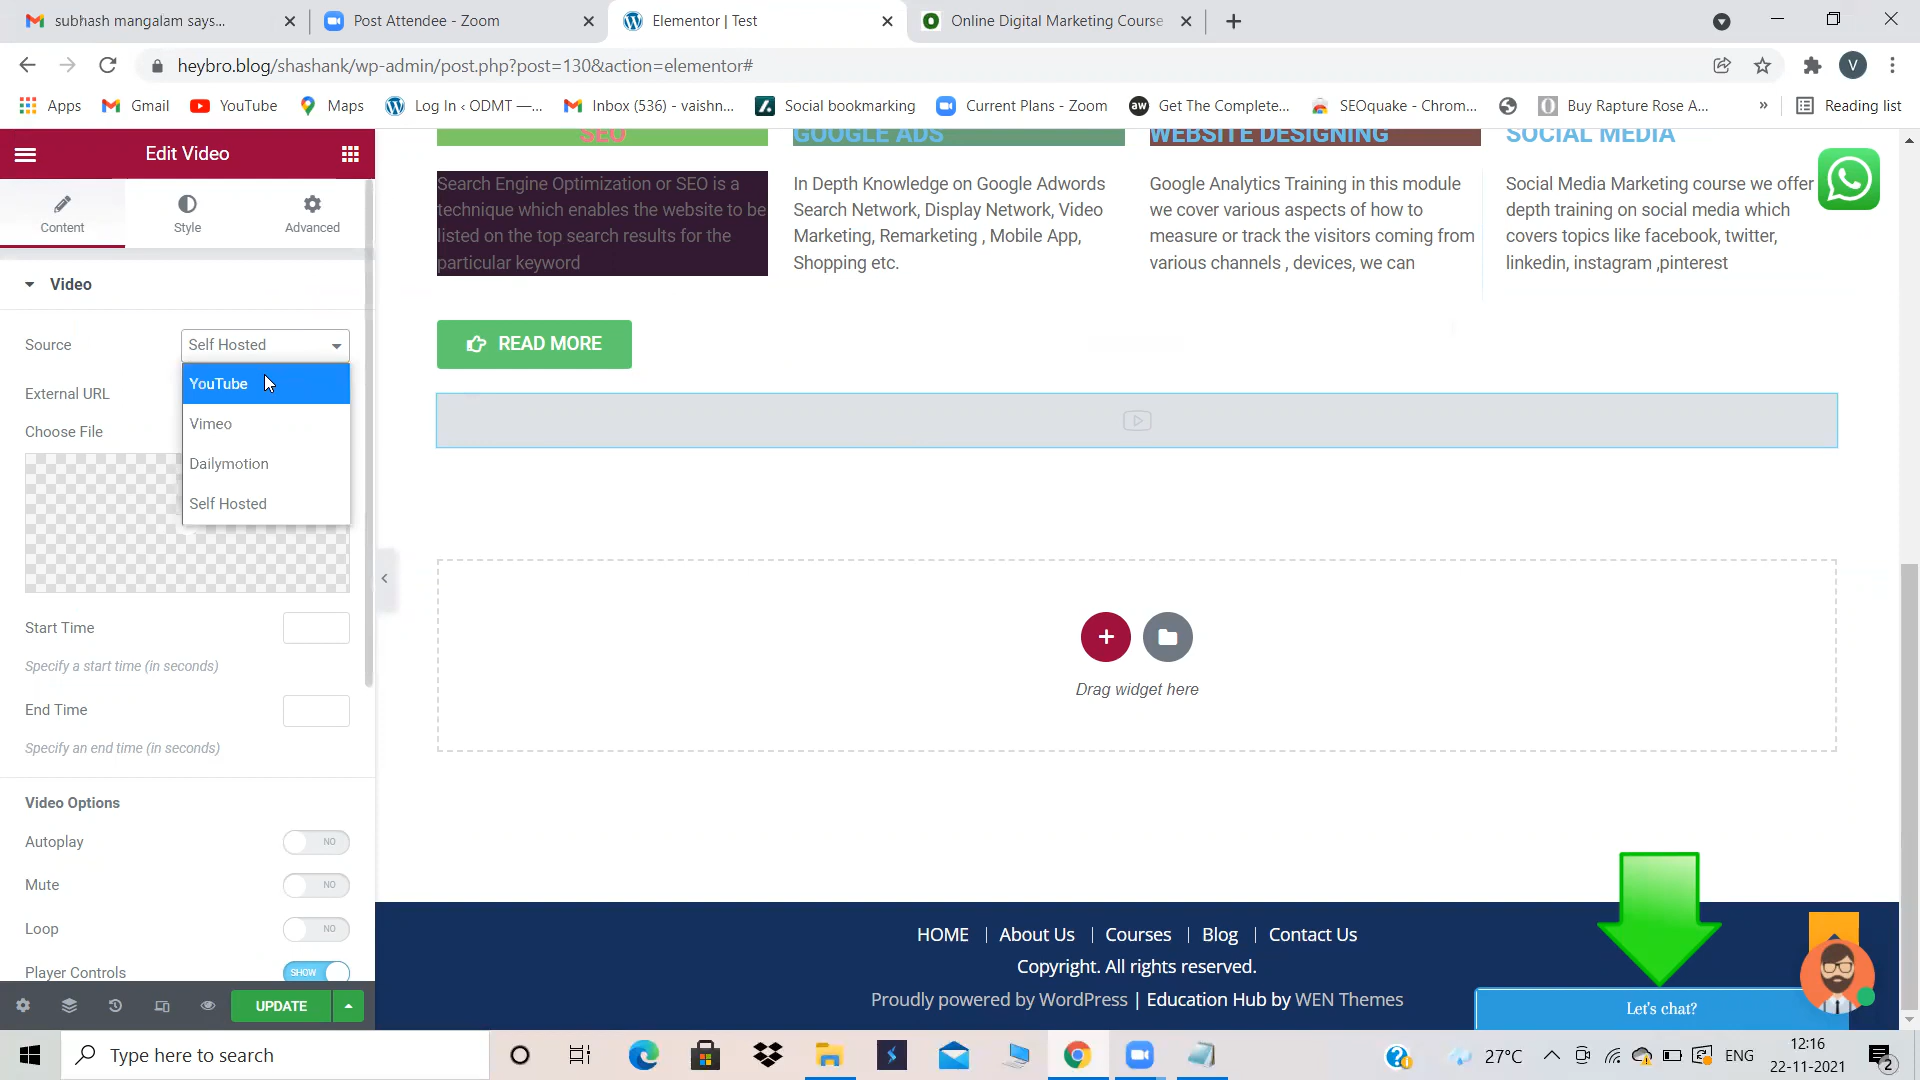 subhash mangalam says...
Post Attendee - Zoom
Elementor | Test
Online Digital Marketing Course
heybro.blog/shashank/wp-admin/post.php?post=130&action=elementor#
V
Apps
Gmail
YouTube
Maps
Log In ‹ ODMT —...
Inbox (536) - vaishn...
Social bookmarking
Current Plans - Zoom
aw
Get The Complete...
SEOquake - Chrom...
Buy Rapture Rose A...
»
Reading list
Edit Video
Content
Style
Advanced
Video
Source
Self Hosted
YouTube
Vimeo
Dailymotion
Self Hosted
External URL
Choose File
Start Time
Specify a start time (in seconds)
End Time
Specify an end time (in seconds)
Video Options
Autoplay
NO
Mute
NO
Loop
NO
Player Controls
SHOW
UPDATE
SEO
GOOGLE ADS
WEBSITE DESIGNING
SOCIAL MEDIA
Search Engine Optimization or SEO is a
technique which enables the website to be
listed on the top search results for the
particular keyword
In Depth Knowledge on Google Adwords
Search Network, Display Network, Video
Marketing, Remarketing , Mobile App,
Shopping etc.
Google Analytics Training in this module
we cover various aspects of how to
measure or track the visitors coming from
various channels , devices, we can
Social Media Marketing course we offer
depth training on social media which
covers topics like facebook, twitter,
linkedin, instagram ,pinterest
READ MORE
Drag widget here
HOME | About Us | Courses | Blog | Contact Us
Copyright. All rights reserved.
Proudly powered by WordPress | Education Hub by WEN Themes
Let's chat?
Type here to search
27°C
ENG
12:16
22-11-2021
2